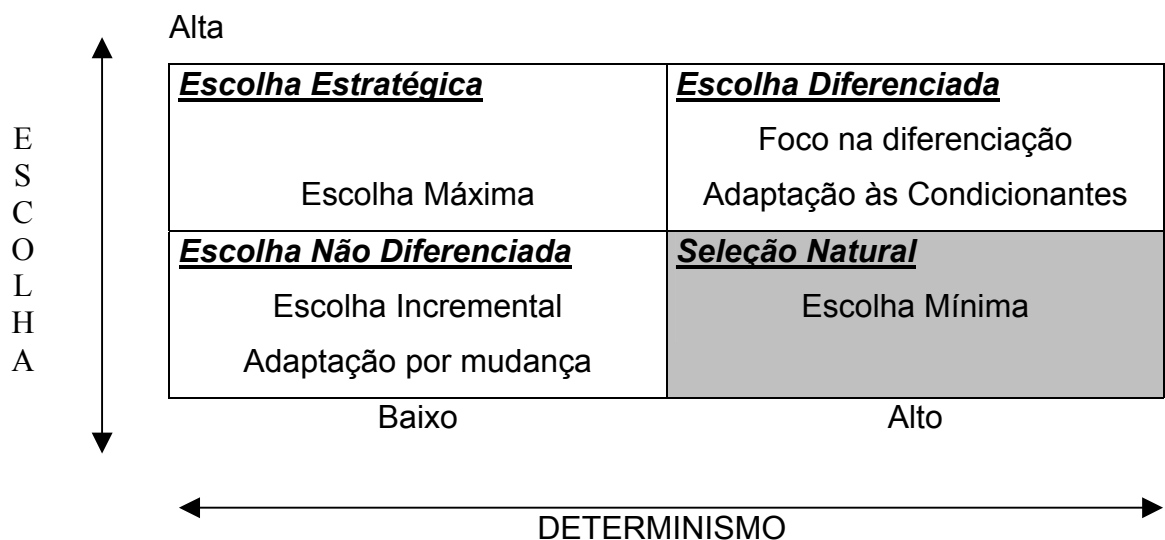 Alta
Escolha Estratégica
Escolha Máxima
Escolha Diferenciada
Foco na diferenciação
Adaptação às Condicionantes
E
S
C
O
L
H
A
Escolha Não Diferenciada
Escolha Incremental
Adaptação por mudança
Seleção Natural
Escolha Mínima
Baixo
Alto
DETERMINISMO